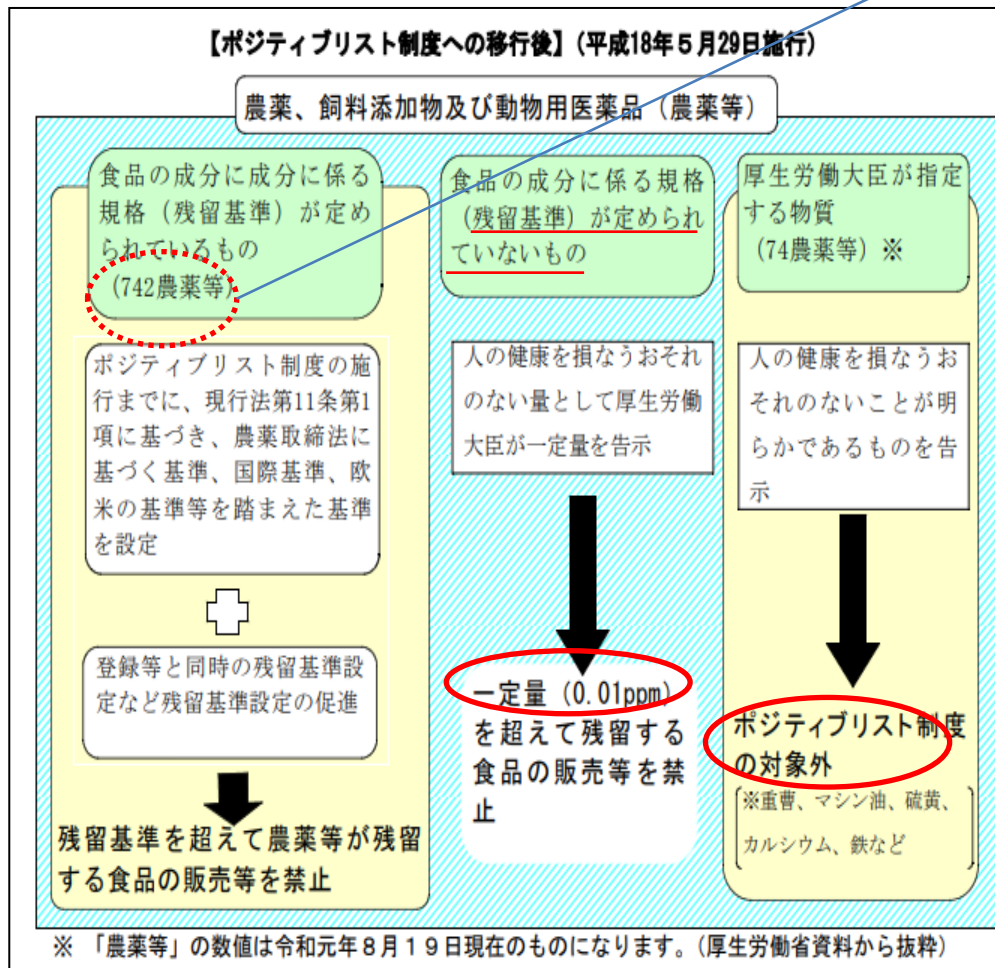 【ポジティブリスト制度への移行後】(平成18年５月29日施行)
農薬、飼料添加物及び動物用医薬品（農薬等）
食品の成分に成分に係る
規格（残留基準）が定め
られているもの
（742農薬等）
ポジティブリスト制度の施
行までに、現行法第11条第1
項に基づき、農薬取締法に
基づく基準、国際基準、欧
米の基準等を踏まえた基準
を設定
登録等と同時の残留基準設
定など残留基準設定の促進
残留基準を超えて農薬等が残留
する食品の販売等を禁止
食品の成分に係る規格
（残留基準）が定められ
ていないもの
人の健康を損なうおそれ
のない量として厚生労働
大臣が一定量を告示
一定量（0.01ppm）
を超えて残留する
食品の販売等を禁
止
厚生労働大臣が指定
する物質
（74農薬等）※
人の健康を損なうお
それのないことが明
らかであるものを告
示
ポジティブリスト制度
の対象外
※重曹、マシン油、硫黄、
カルシウム、鉄など
※ 「農薬等」の数値は令和元年８月１９日現在のものになります。（厚生労働省資料から抜粋）